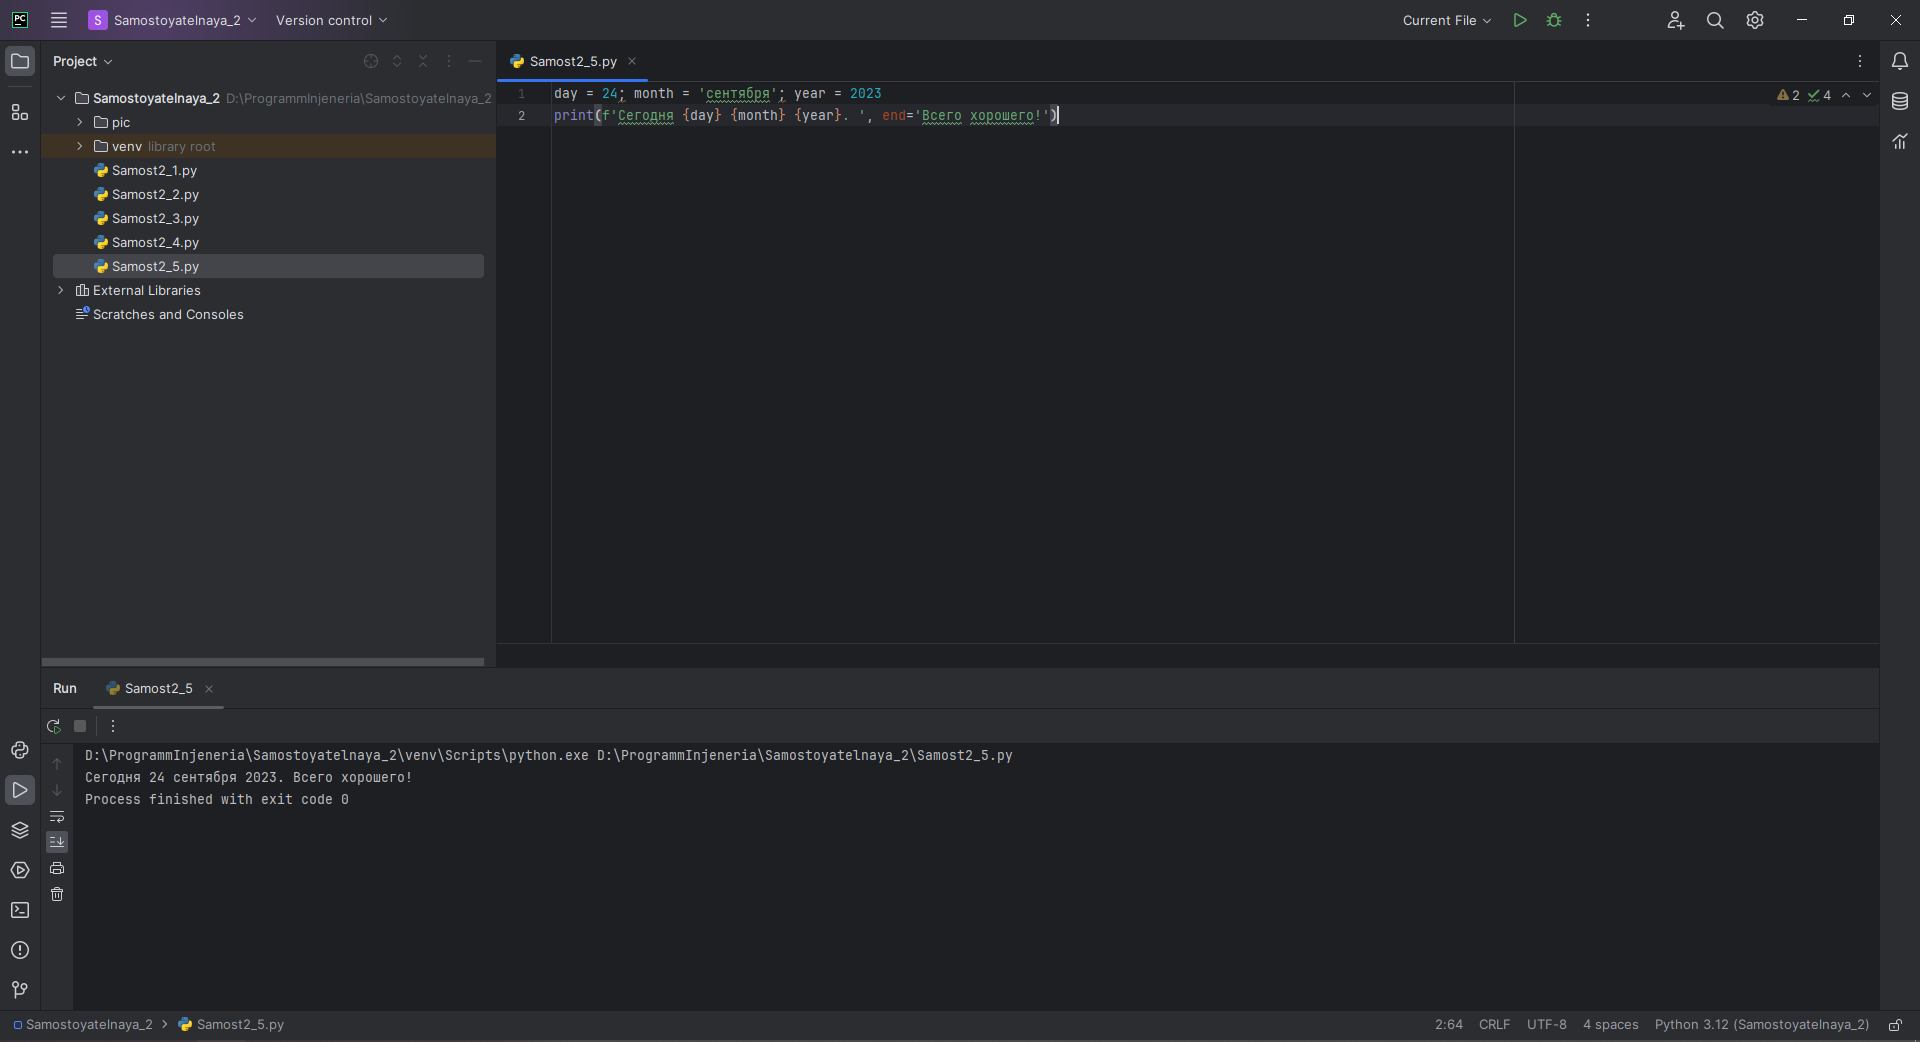 PC
S Samostoyatelnaya_2 Version control Current File
Project
Samostoyatelnaya_2 D:\ProgrammInjeneria\Samostoyatelnaya_2
pic
venv library root
Samost2_1.py
Samost2_2.py
Samost2_3.py
Samost2_4.py
Samost2_5.py
External Libraries
Scratches and Consoles
Samost2_5.py
2 4
1 day = 24; month = 'сентября'; year = 2023
2 print(f'Сегодня {day} {month} {year}. ', end='Всего хорошего!')
Run Samost2_5
D:\ProgrammInjeneria\Samostoyatelnaya_2\venv\Scripts\python.exe D:\ProgrammInjeneria\Samostoyatelnaya_2\Samost2_5.py
Сегодня 24 сентября 2023. Всего хорошего!
Process finished with exit code 0
Samostoyatelnaya_2 Samost2_5.py 2:64 CRLF UTF-8 4 spaces Python 3.12 (Samostoyatelnaya_2)